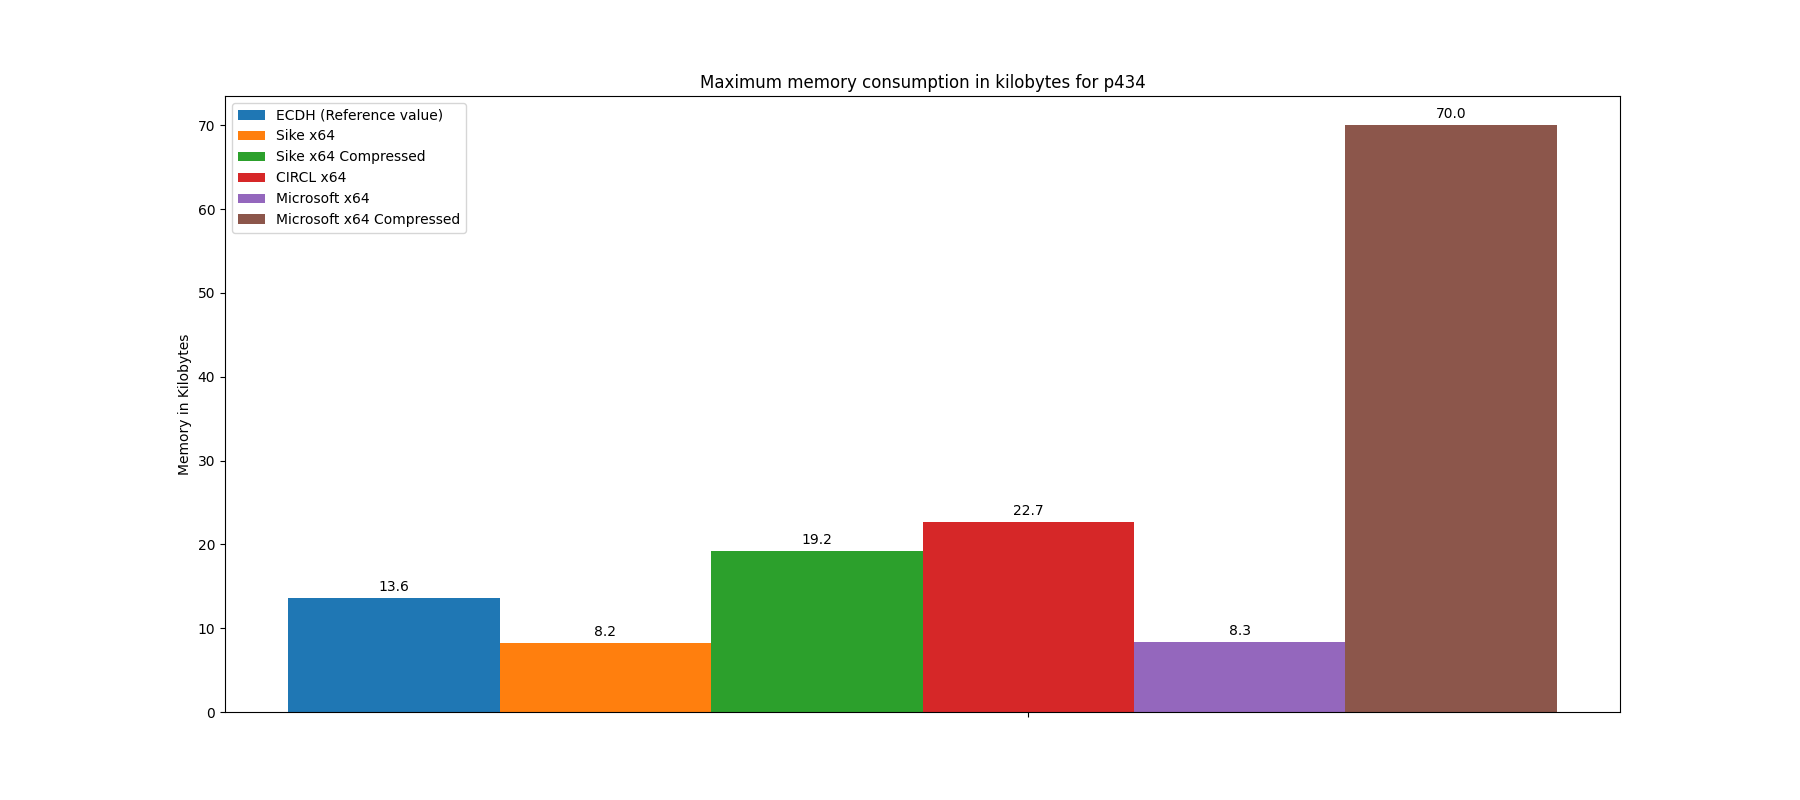 Maximum memory consumption in kilobytes for p434
ECDH (Reference value)
Sike x64
Sike x64 Compressed
CIRCL x64
Microsoft x64
Microsoft x64 Compressed
Memory in Kilobytes
70
60
50
40
30
20
10
0
13.6
8.2
19.2
22.7
8.3
70.0